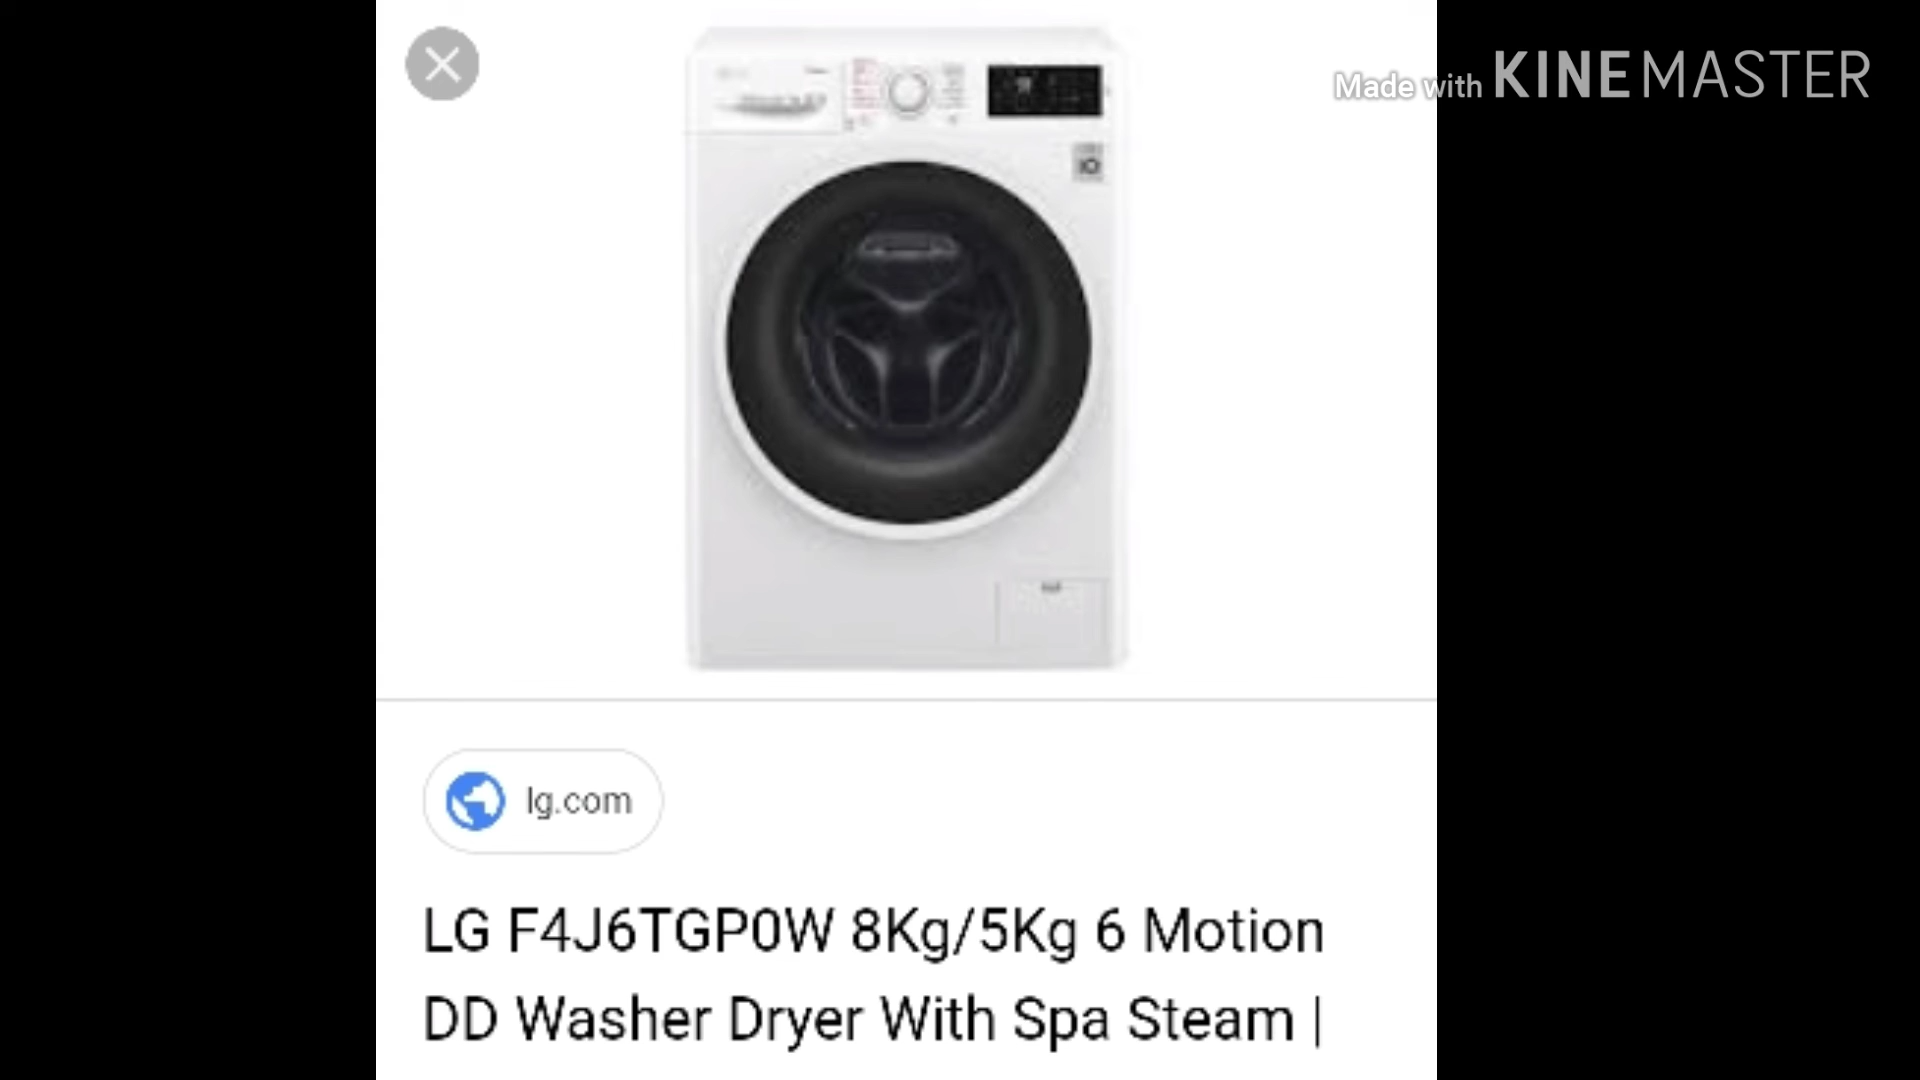 Made with KINEMASTER
lg.com
LG F4J6TGP0W 8Kg/5Kg 6 Motion
DD Washer Dryer With Spa Steam |